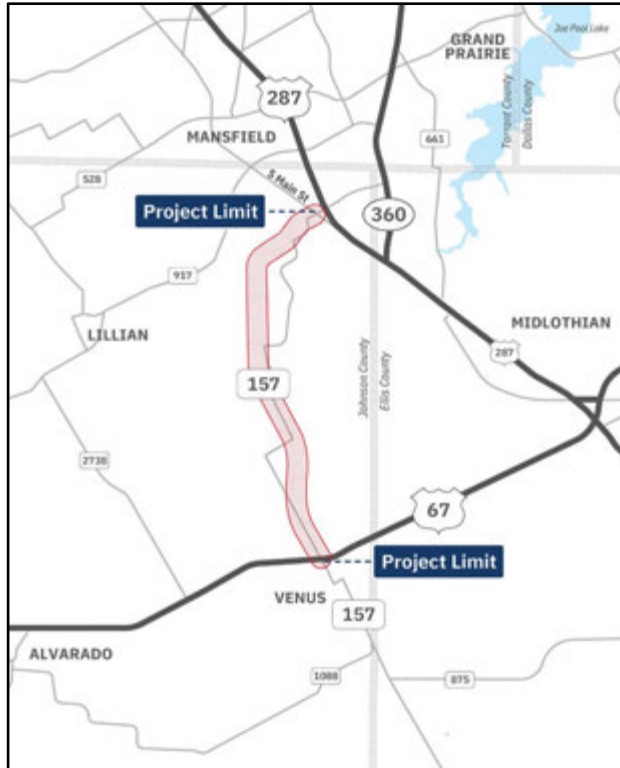 GRAND
PRAIRIE
Joe Pool Lake
287
MANSFIELD
661
Tarrant County
Dallas County
528
S Main St
Project Limit
360
917
LILLIAN
MIDLOTHIAN
287
157
Johnson County
Ellis County
2738
67
Project Limit
VENUS
157
ALVARADO
1088
875